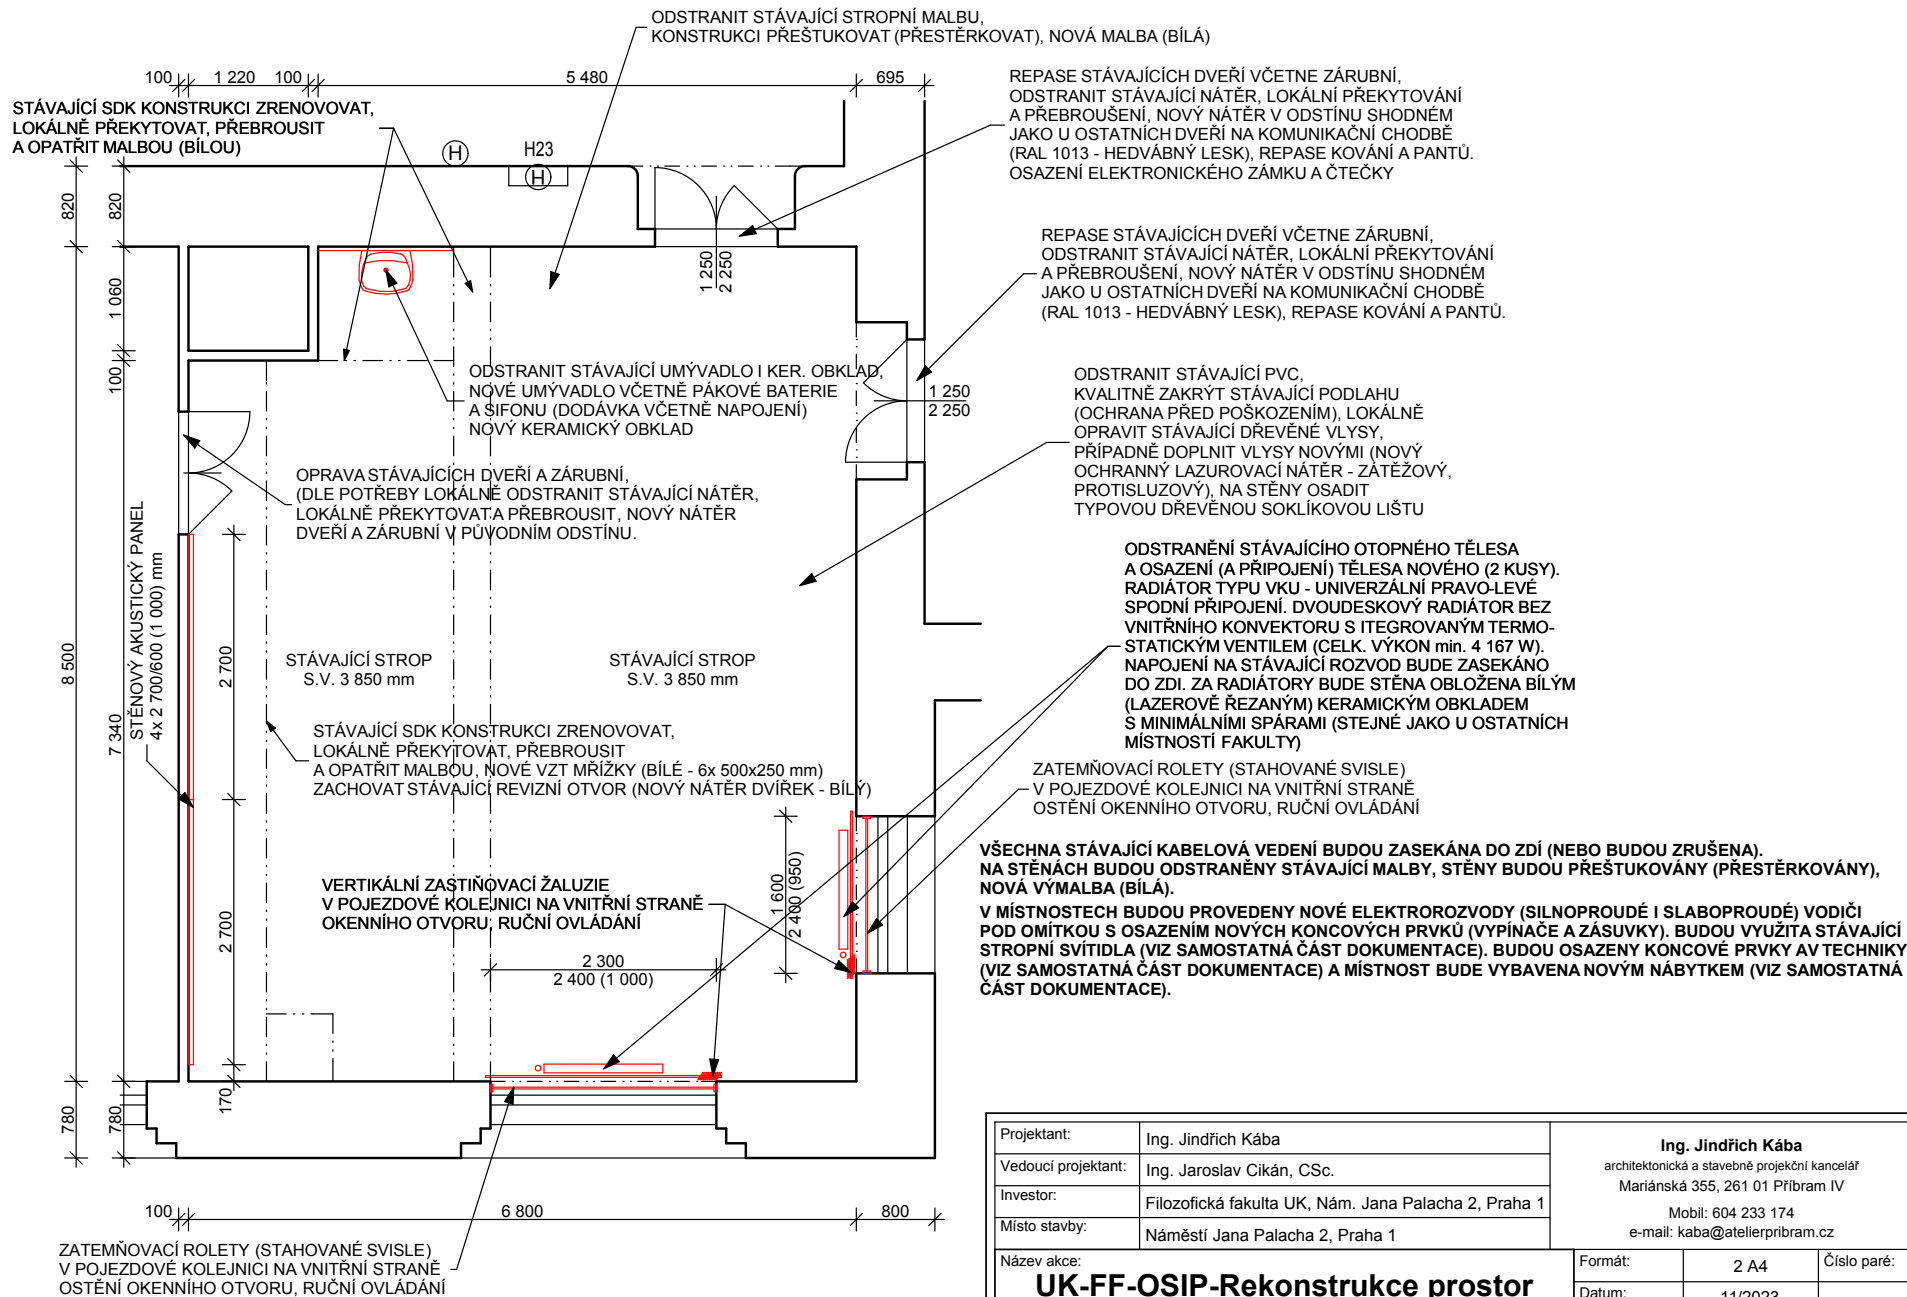 ODSTRANIT STÁVAJÍCÍ STROPNÍ MALBU,
KONSTRUKCI PŘEŠTUKOVAT (PŘESTĚRKOVAT), NOVÁ MALBA (BÍLÁ)
100 1 220 100 5 480 695
STÁVAJÍCÍ SDK KONSTRUKCI ZRENOVOVAT,
LOKÁLNĚ PŘEKYTOVAT, PŘEBROUSIT
A OPATŘIT MALBOU (BÍLOU)
H
H23
H
REPASE STÁVAJÍCÍCH DVEŘÍ VČETNE ZÁRUBNÍ,
ODSTRANIT STÁVAJÍCÍ NÁTĚR, LOKÁLNÍ PŘEKYTOVÁNÍ
A PŘEBROUŠENÍ, NOVÝ NÁTĚR V ODSTÍNU SHODNÉM
JAKO U OSTATNÍCH DVEŘÍ NA KOMUNIKAČNÍ CHODBĚ
(RAL 1013 - HEDVÁBNÝ LESK), REPASE KOVÁNÍ A PANTŮ.
OSAZENÍ ELEKTRONICKÉHO ZÁMKU A ČTEČKY
820
820
1 250
2 250
REPASE STÁVAJÍCÍCH DVEŘÍ VČETNE ZÁRUBNÍ,
ODSTRANIT STÁVAJÍCÍ NÁTĚR, LOKÁLNÍ PŘEKYTOVÁNÍ
A PŘEBROUŠENÍ, NOVÝ NÁTĚR V ODSTÍNU SHODNÉM
JAKO U OSTATNÍCH DVEŘÍ NA KOMUNIKAČNÍ CHODBĚ
(RAL 1013 - HEDVÁBNÝ LESK), REPASE KOVÁNÍ A PANTŮ.
1 060
100
ODSTRANIT STÁVAJÍCÍ UMÝVADLO I KER. OBKLAD,
NOVÉ UMÝVADLO VČETNĚ PÁKOVÉ BATERIE
A SIFONU (DODÁVKA VČETNĚ NAPOJENÍ)
NOVÝ KERAMICKÝ OBKLAD
1 250
2 250
ODSTRANIT STÁVAJÍCÍ PVC,
KVALITNĚ ZAKRÝT STÁVAJÍCÍ PODLAHU
(OCHRANA PŘED POŠKOZENÍM), LOKÁLNĚ
OPRAVIT STÁVAJÍCÍ DŘEVĚNÉ VLYSY,
PŘÍPADNĚ DOPLNIT VLYSY NOVÝMI (NOVÝ
OCHRANNÝ LAZUROVACÍ NÁTĚR - ZÁTĚŽOVÝ,
PROTISLUZOVÝ), NA STĚNY OSADIT
TYPOVOU DŘEVĚNOU SOKLÍKOVOU LIŠTU
OPRAVA STÁVAJÍCÍCH DVEŘÍ A ZÁRUBNÍ,
(DLE POTŘEBY LOKÁLNĚ ODSTRANIT STÁVAJÍCÍ NÁTĚR,
LOKÁLNĚ PŘEKYTOVAT A PŘEBROUSIT, NOVÝ NÁTĚR
DVEŘÍ A ZÁRUBNÍ V PŮVODNÍM ODSTÍNU.
8 500
7 340
STĚNOVÝ AKUSTICKÝ PANEL
4x 2 700/600 (1 000) mm
2 700
2 700
170
STÁVAJÍCÍ STROP
S.V. 3 850 mm
STÁVAJÍCÍ STROP
S.V. 3 850 mm
ODSTRANĚNÍ STÁVAJÍCÍHO OTOPNÉHO TĚLESA
A OSAZENÍ (A PŘIPOJENÍ) TĚLESA NOVÉHO (2 KUSY).
RADIÁTOR TYPU VKU - UNIVERZÁLNÍ PRAVO-LEVÉ
SPODNÍ PŘIPOJENÍ. DVOUDESKOVÝ RADIÁTOR BEZ
VNITŘNÍHO KONVEKTORU S ITEGROVANÝM TERMO-
STATICKÝM VENTILEM (CELK. VÝKON min. 4 167 W).
NAPOJENÍ NA STÁVAJÍCÍ ROZVOD BUDE ZASEKÁNO
DO ZDI. ZA RADIÁTORY BUDE STĚNA OBLOŽENA BÍLÝM
(LAZEROVĚ ŘEZANÝM) KERAMICKÝM OBKLADEM
S MINIMÁLNÍMI SPÁRAMI (STEJNÉ JAKO U OSTATNÍCH
MÍSTNOSTÍ FAKULTY)
STÁVAJÍCÍ SDK KONSTRUKCI ZRENOVOVAT,
LOKÁLNĚ PŘEKYTOVAT, PŘEBROUSIT
A OPATŘIT MALBOU, NOVÉ VZT MŘÍŽKY (BÍLÉ - 6x 500x250 mm)
ZACHOVAT STÁVAJÍCÍ REVIZNÍ OTVOR (NOVÝ NÁTĚR DVÍŘEK - BÍLÝ)
ZATEMŇOVACÍ ROLETY (STAHOVANÉ SVISLE)
V POJEZDOVÉ KOLEJNICI NA VNITŘNÍ STRANĚ
OSTĚNÍ OKENNÍHO OTVORU, RUČNÍ OVLÁDÁNÍ
VERTIKÁLNÍ ZASTIŇOVACÍ ŽALUZIE
V POJEZDOVÉ KOLEJNICI NA VNITŘNÍ STRANĚ
OKENNÍHO OTVORU, RUČNÍ OVLÁDÁNÍ
1 600
2 400 (950)
2 300
2 400 (1 000)
VŠECHNA STÁVAJÍCÍ KABELOVÁ VEDENÍ BUDOU ZASEKÁNA DO ZDÍ (NEBO BUDOU ZRUŠENA).
NA STĚNÁCH BUDOU ODSTRANĚNY STÁVAJÍCÍ MALBY, STĚNY BUDOU PŘEŠTUKOVÁNY (PŘESTĚRKOVÁNY),
NOVÁ VÝMALBA (BÍLÁ).
V MÍSTNOSTECH BUDOU PROVEDENY NOVÉ ELEKTROROZVODY (SILNOPROUDÉ I SLABOPROUDÉ) VODIČI
POD OMÍTKOU S OSAZENÍM NOVÝCH KONCOVÝCH PRVKŮ (VYPÍNAČE A ZÁSUVKY). BUDOU VYUŽITA STÁVAJÍCÍ
STROPNÍ SVÍTIDLA (VIZ SAMOSTATNÁ ČÁST DOKUMENTACE). BUDOU OSAZENY KONCOVÉ PRVKY AV TECHNIKY
(VIZ SAMOSTATNÁ ČÁST DOKUMENTACE) A MÍSTNOST BUDE VYBAVENA NOVÝM NÁBYTKEM (VIZ SAMOSTATNÁ
ČÁST DOKUMENTACE).
780
780
100 6 800 800
ZATEMŇOVACÍ ROLETY (STAHOVANÉ SVISLE)
V POJEZDOVÉ KOLEJNICI NA VNITŘNÍ STRANĚ
OSTĚNÍ OKENNÍHO OTVORU, RUČNÍ OVLÁDÁNÍ
Projektant: Ing. Jindřich Kába
Vedoucí projektant: Ing. Jaroslav Cikán, CSc.
Investor: Filozofická fakulta UK, Nám. Jana Palacha 2, Praha 1
Místo stavby: Náměstí Jana Palacha 2, Praha 1
Ing. Jindřich Kába
architektonická a stavebně projekční kancelář
Mariánská 355, 261 01 Příbram IV
Mobil: 604 233 174
e-mail: kaba@atelierpribram.cz
Název akce:
UK-FF-OSIP-Rekonstrukce prostor
Formát: 2 A4 Číslo paré:
Datum: 11/2023